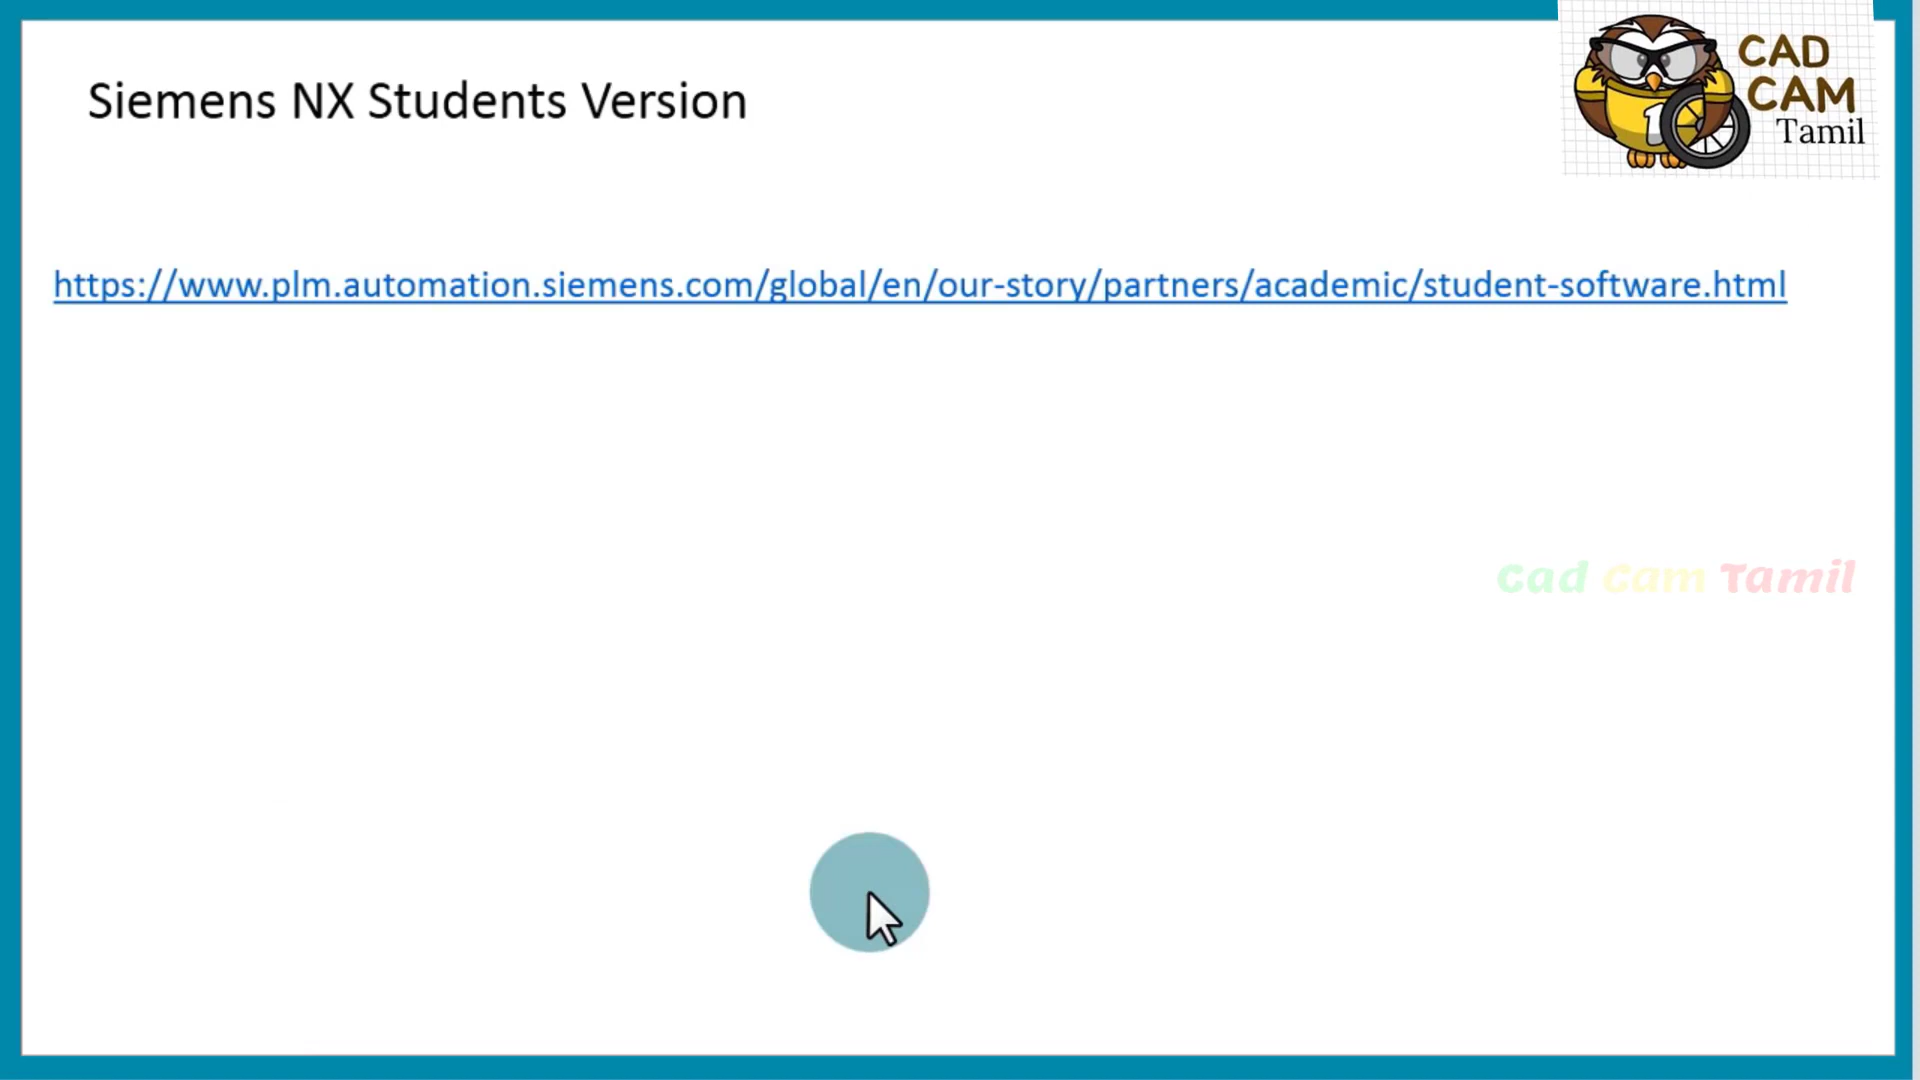 CAD
CAM
Tamil
Siemens NX Students Version
https://www.plm.automation.siemens.com/global/en/our-story/partners/academic/student-software.html
Cad Cam Tamil
1